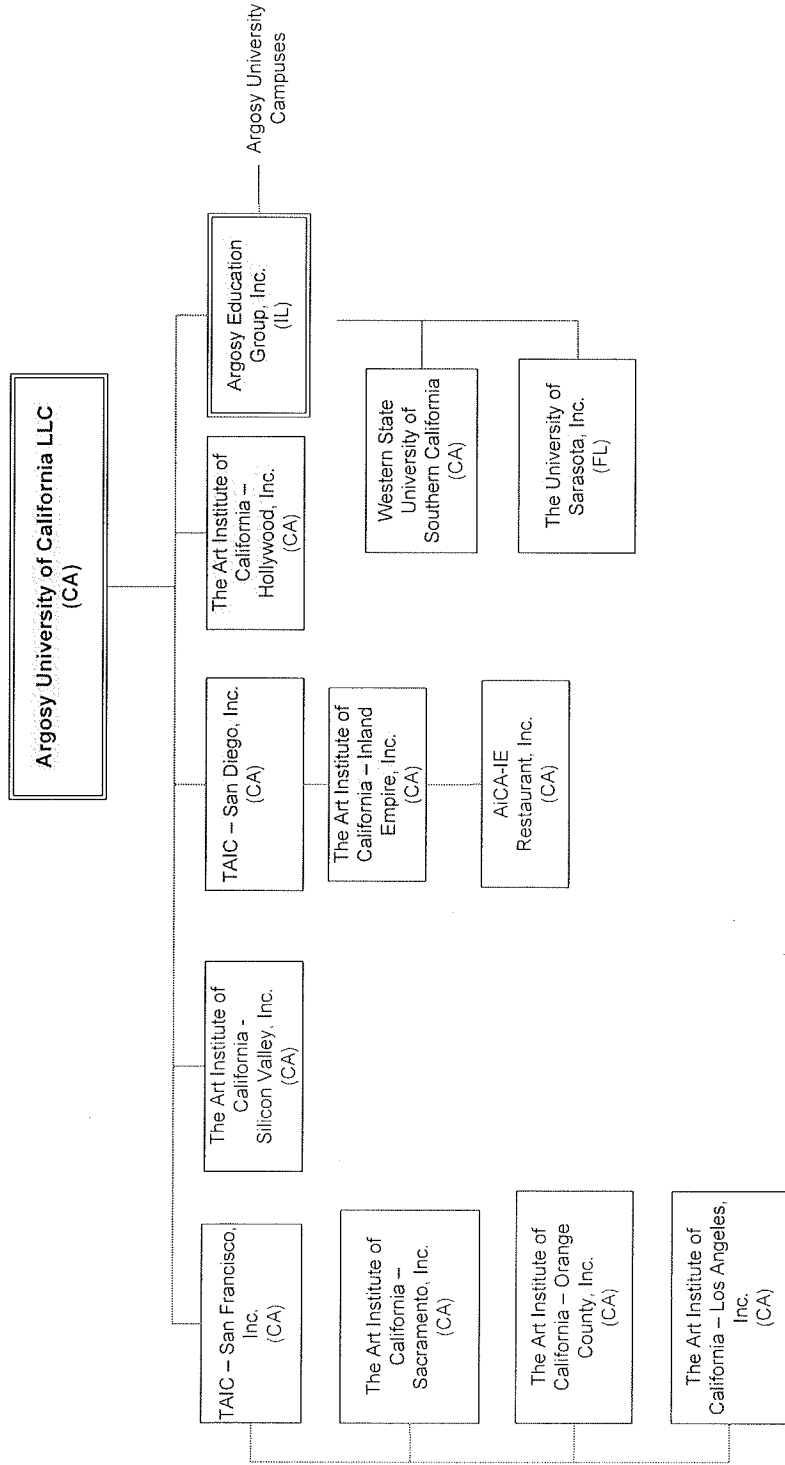 Argosy University of California LLC
(CA)
TAIC – San Francisco,
Inc.
(CA)
The Art Institute of
California -
Silicon Valley, Inc.
(CA)
TAIC – San Diego, Inc.
(CA)
The Art Institute of
California –
Hollywood, Inc.
(CA)
Argosy Education
Group, Inc.
(IL)
Argosy University
Campuses
The Art Institute of
California –
Sacramento, Inc.
(CA)
The Art Institute of
California – Orange
County, Inc.
(CA)
The Art Institute of
California – Los Angeles,
Inc.
(CA)
The Art Institute of
California – Inland
Empire, Inc.
(CA)
AiCA-IE
Restaurant, Inc.
(CA)
Western State
University of
Southern California
(CA)
The University of
Sarasota, Inc.
(FL)